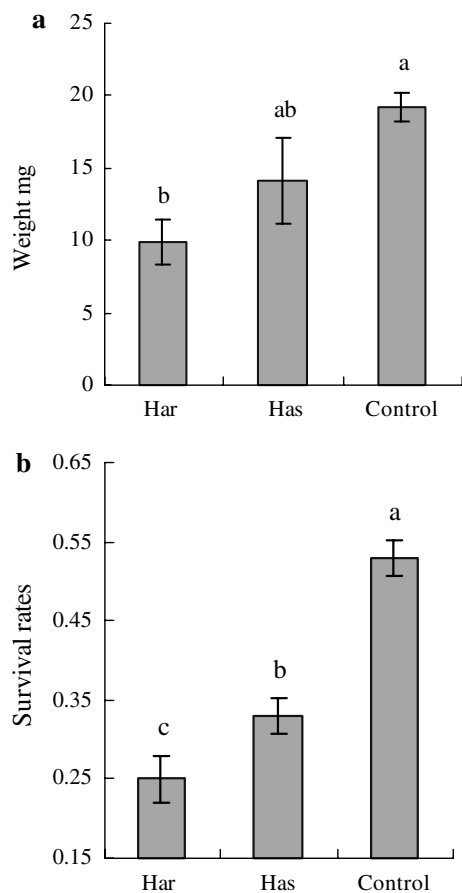 a
25
20
15
10
5
0
Weight mg
b
ab
a
Har Has Control
b
0.65
0.55
0.45
0.35
0.25
0.15
Survival rates
c
b
a
Har Has Control